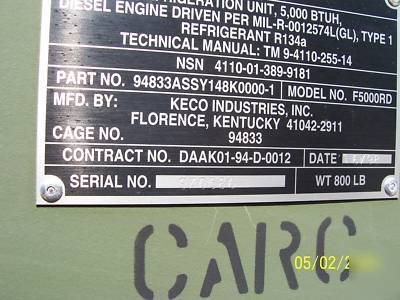 REFRIGERATION UNIT, 5,000 BTUH,
DIESEL ENGINE DRIVEN PER MIL-R-0012574L(GL), TYPE 1
REFRIGERANT R134a
TECHNICAL MANUAL: TM 9-4110-255-14
NSN 4110-01-389-9181
PART NO. 94833ASSY148K0000-1 MODEL NO. F5000RD
MFD. BY: KECO INDUSTRIES, INC.
FLORENCE, KENTUCKY 41042-2911
CAGE NO. 94833
CONTRACT NO. DAAK01-94-D-0012 DATE
SERIAL NO. WT 800 LB
CARC
05/02/2